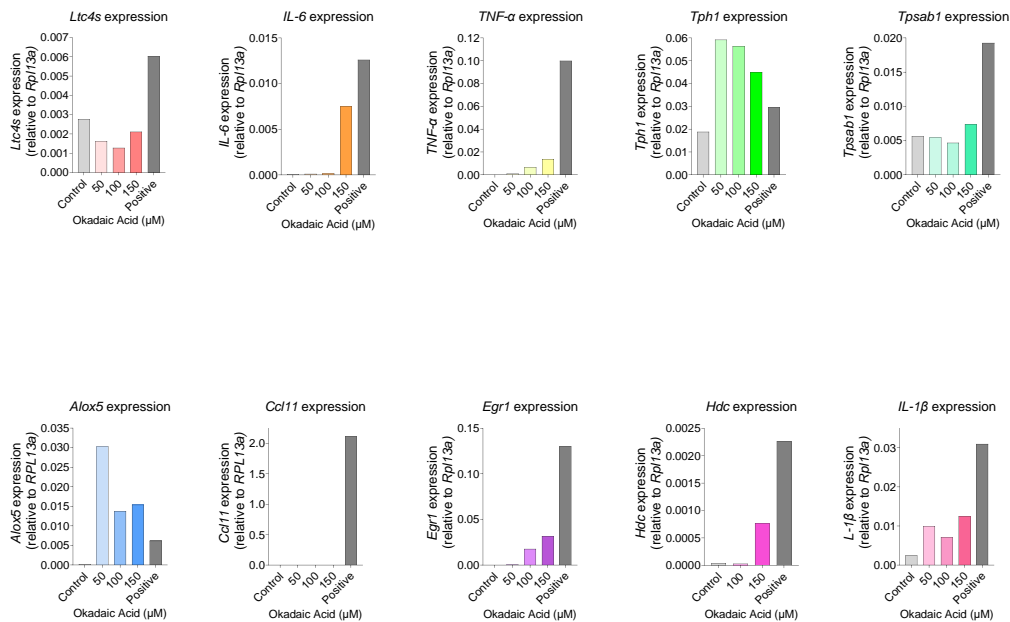 Ltc4s expression
Ltc4s expression
(relative to Rpl13a)
0.007
0.006
0.005
0.004
0.003
0.002
0.001
0.000
Control
50
100
150
Positive
Okadaic Acid (µM)
IL-6 expression
IL-6 expression
(relative to Rpl13a)
0.015
0.010
0.005
0.000
Control
50
100
150
Positive
Okadaic Acid (µM)
TNF-α expression
TNF-α expression
(relative to Rpl13a)
0.12
0.10
0.08
0.06
0.04
0.02
0.00
Control
50
100
150
Positive
Okadaic Acid (µM)
Tph1 expression
Tph1 expression
(relative to Rpl13a)
0.06
0.05
0.04
0.03
0.02
0.01
0.00
Control
50
100
150
Positive
Okadaic Acid (µM)
Tpsab1 expression
Tpsab1 expression
(relative to Rpl13a)
0.020
0.015
0.010
0.005
0.000
Control
50
100
150
Positive
Okadaic Acid (µM)
Alox5 expression
Alox5 expression
(relative to RPL13a)
0.035
0.030
0.025
0.020
0.015
0.010
0.005
0.000
Control
50
100
150
Positive
Okadaic Acid (µM)
Ccl11 expression
Ccl11 expression
(relative to RPL13a)
2.0
1.5
1.0
0.5
0.0
Control
50
100
150
Positive
Okadaic Acid (µM)
Egr1 expression
Egr1 expression
(relative to Rpl13a)
0.15
0.10
0.05
0.00
Control
50
100
150
Positive
Okadaic Acid (µM)
Hdc expression
Hdc expression
(relative to Rpl13a)
0.0025
0.0020
0.0015
0.0010
0.0005
0.0000
Control
100
150
Positive
Okadaic Acid (µM)
IL-1β expression
L-1β expression
(relative to Rpl13a)
0.03
0.02
0.01
0.00
Control
50
100
150
Positive
Okadaic Acid (µM)